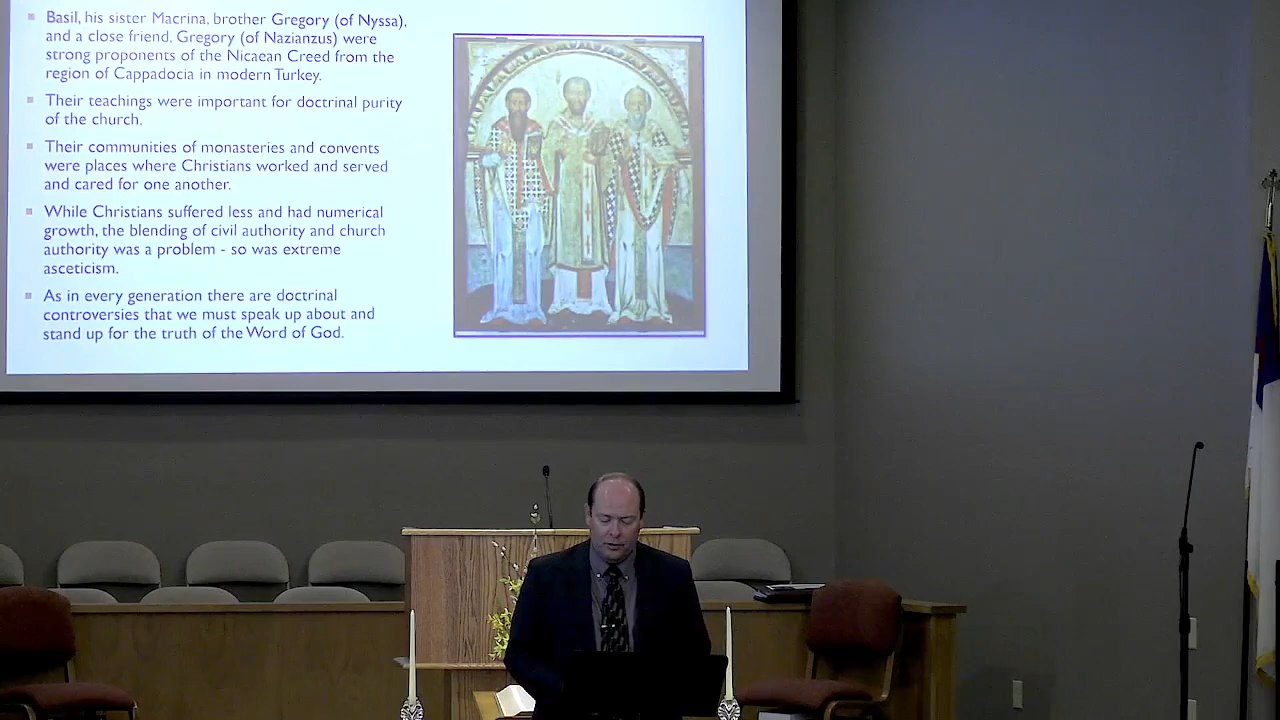 Basil, his sister Macrina, brother Gregory (of Nyssa),
and a close friend, Gregory (of Nazianzus) were
strong proponents of the Nicaean Creed from the
region of Cappadocia in modern Turkey.
Their teachings were important for doctrinal purity
of the church.
Their communities of monasteries and convents
were places where Christians worked and served
and cared for one another.
While Christians suffered less and had numerical
growth, the blending of civil authority and church
authority was a problem - so was extreme
asceticism.
As in every generation there are doctrinal
controversies that we must speak up about and
stand up for the truth of the Word of God.